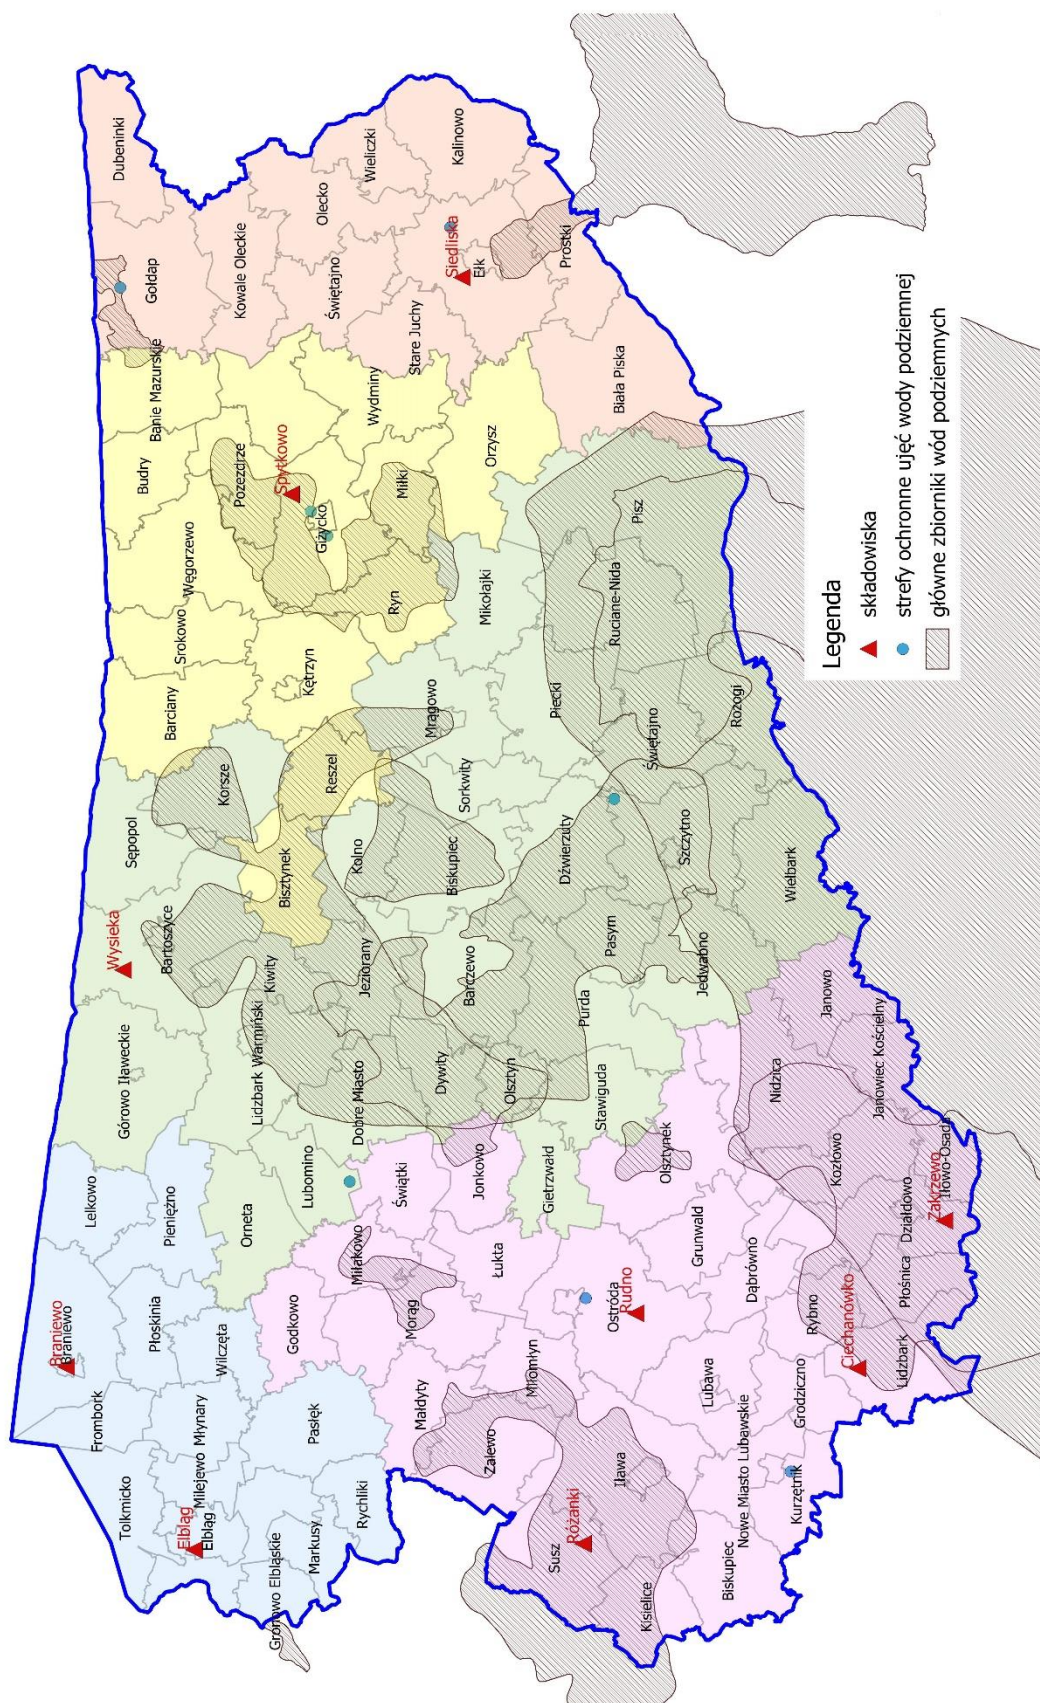 Dubeninki
Gołdap
Kowale Oleckie
Olecko
Wieliczki
Kalinowo
Świętajno
Stare Juchy
Siedliska
Ełk
Prostki
Biała Piska
Banie Mazurskie
Budry
Pozezdrze
Spytkowo
Wydminy
Giżycko
Miłki
Orzysz
Węgorzewo
Srokowo
Barciany
Kętrzyn
Ryn
Mikołajki
Pisz
Ruciane-Nida
Piecki
Mrągowo
Reszel
Korsze
Sępopol
Bisztynek
Kolno
Sorkwity
Biskupiec
Świętajno
Rozogi
Dźwierzuty
Szczytno
Wielbark
Pasym
Jedwabno
Wysieka
Bartoszyce
Kiwity
Jeziorany
Barczewo
Purda
Górowo Iławeckie
Lidzbark Warmiński
Dobre Miasto
Dywity
Olsztyn
Stawiguda
Lubomino
Orneta
Świątki
Jonkowo
Gietrzwałd
Olsztynek
Nidzica
Janowo
Janowiec Kościelny
Kozłowo
Iłowo-Osada
Zakrzewo
Działdowo
Płośnica
Lelkowo
Pieniężno
Braniewo
Braniewo
Płoskinia
Wilczęta
Godkowo
Miłakowo
Morąg
Łukta
Ostróda
Rudno
Grunwald
Dąbrówno
Rybno
Ciechanówko
Lidzbark
Frombork
Młynary
Milejewo
Pasłęk
Małdyty
Miłomłyn
Zalewo
Lubawa
Grodziczno
Tolkmicko
Elbląg
Elbląg
Gronowo Elbląskie
Markusy
Rychliki
Iława
Różanki
Susz
Kisielice
Biskupiec
Nowe Miasto Lubawskie
Kurzętnik
Legenda
składowiska
strefy ochronne ujęć wody podziemnej
główne zbiorniki wód podziemnych